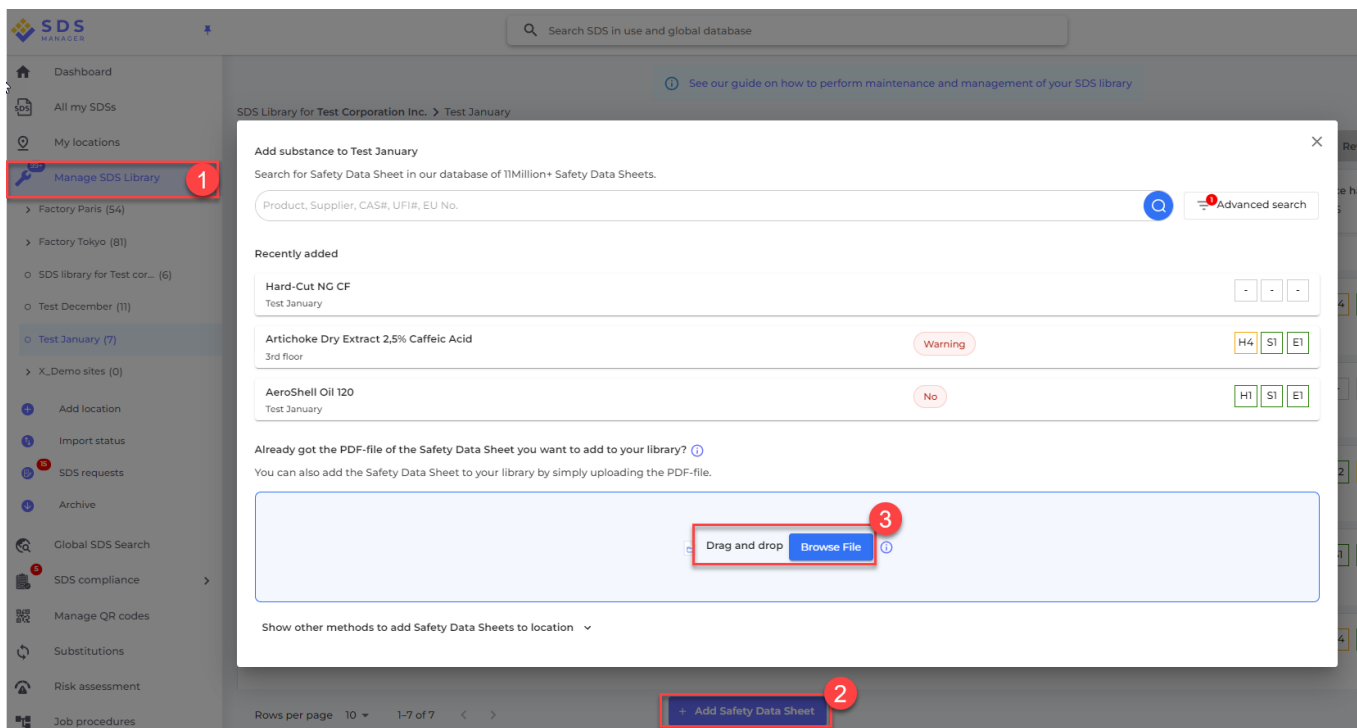 SDS
MANAGER
Search SDS in use and global database
Dashboard
See our guide on how to perform maintenance and management of your SDS library
SDS
All my SDSs
SDS Library for Test Corporation Inc. > Test January
My locations
Add substance to Test January
Re
99+
Manage SDS Library
1
Search for Safety Data Sheet in our database of 11Million+ Safety Data Sheets.
Product, Supplier, CAS#, UFI#, EU No.
1
Advanced search
Factory Paris (54)
Factory Tokyo (81)
Recently added
SDS library for Test cor... (6)
Hard-Cut NG CF
- - -
Test January
Test December (11)
Test January (7)
Artichoke Dry Extract 2,5% Caffeic Acid
Warning
H4 S1 E1
3rd floor
X_Demo sites (0)
AeroShell Oil 120
No
H1 S1 E1
Test January
Add location
Import status
Already got the PDF-file of the Safety Data Sheet you want to add to your library?
15
SDS requests
You can also add the Safety Data Sheet to your library by simply uploading the PDF-file.
Archive
3
Global SDS Search
Drag and drop Browse File
5
SDS compliance
Manage QR codes
Show other methods to add Safety Data Sheets to location
Substitutions
Risk assessment
2
Job procedures
Rows per page 10 1-7 of 7
+ Add Safety Data Sheet